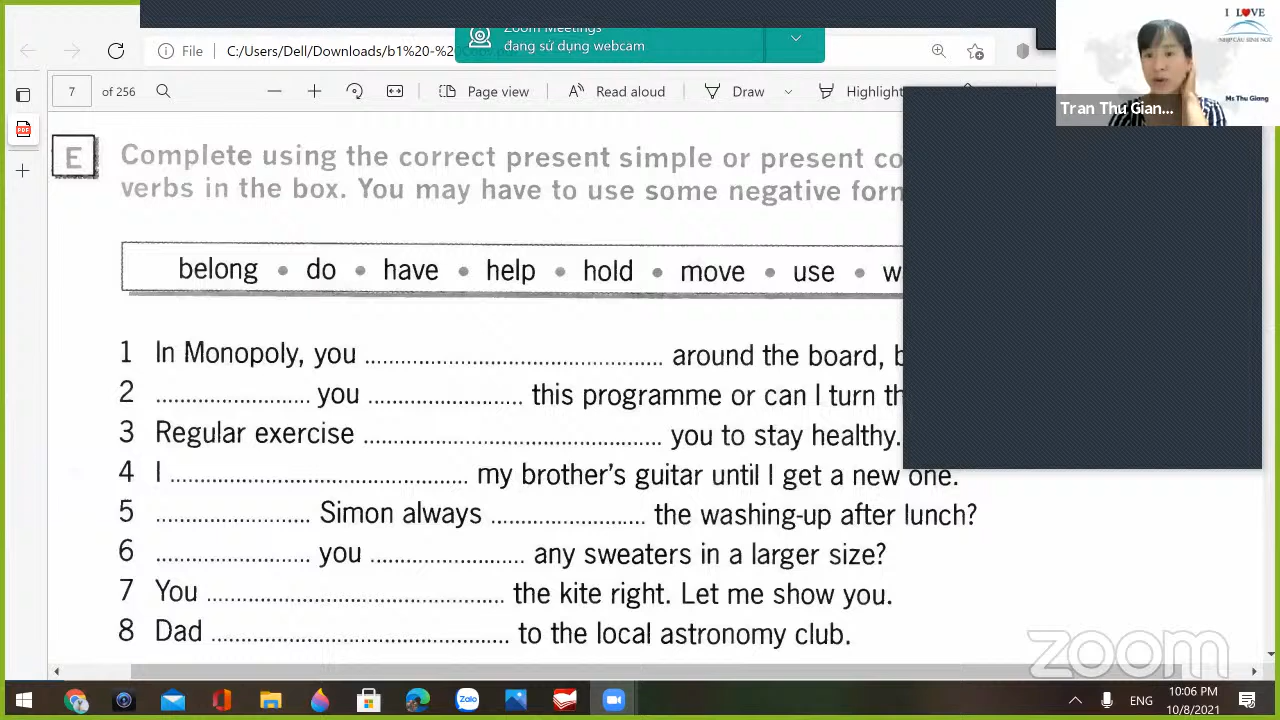 I LOVE
NHỊP CẦU SINH NGỮ
Ms Thu Giang
Tran Thu Gian...
Zoom Meetings
đang sử dụng webcam
File
C:/Users/Dell/Downloads/b1%20-%20
7 of 256
Page view
Read aloud
Draw
Highlight
E
Complete using the correct present simple or present co
verbs in the box. You may have to use some negative form
belong • do • have • help • hold • move • use • w
1 In Monopoly, you .......................................... around the board, b
2 ...................... you ...................... this programme or can I turn th
3 Regular exercise .......................................... you to stay healthy.
4 I .......................................... my brother's guitar until I get a new one.
5 ...................... Simon always ...................... the washing-up after lunch?
6 ...................... you ...................... any sweaters in a larger size?
7 You .......................................... the kite right. Let me show you.
8 Dad .......................................... to the local astronomy club.
zoom
Zalo
ENG
10:06 PM
10/8/2021